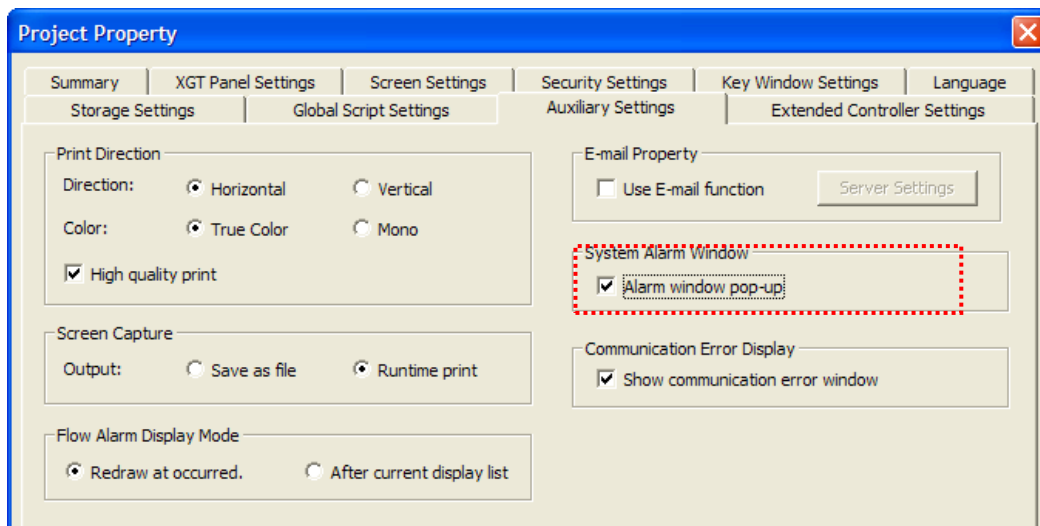 Project Property
Summary
XGT Panel Settings
Screen Settings
Security Settings
Key Window Settings
Language
Storage Settings
Global Script Settings
Auxiliary Settings
Extended Controller Settings
Print Direction
Direction:
Horizontal
Vertical
Color:
True Color
Mono
High quality print
Screen Capture
Output:
Save as file
Runtime print
Flow Alarm Display Mode
Redraw at occurred.
After current display list
E-mail Property
Use E-mail function
Server Settings
System Alarm Window
Alarm window pop-up
Communication Error Display
Show communication error window